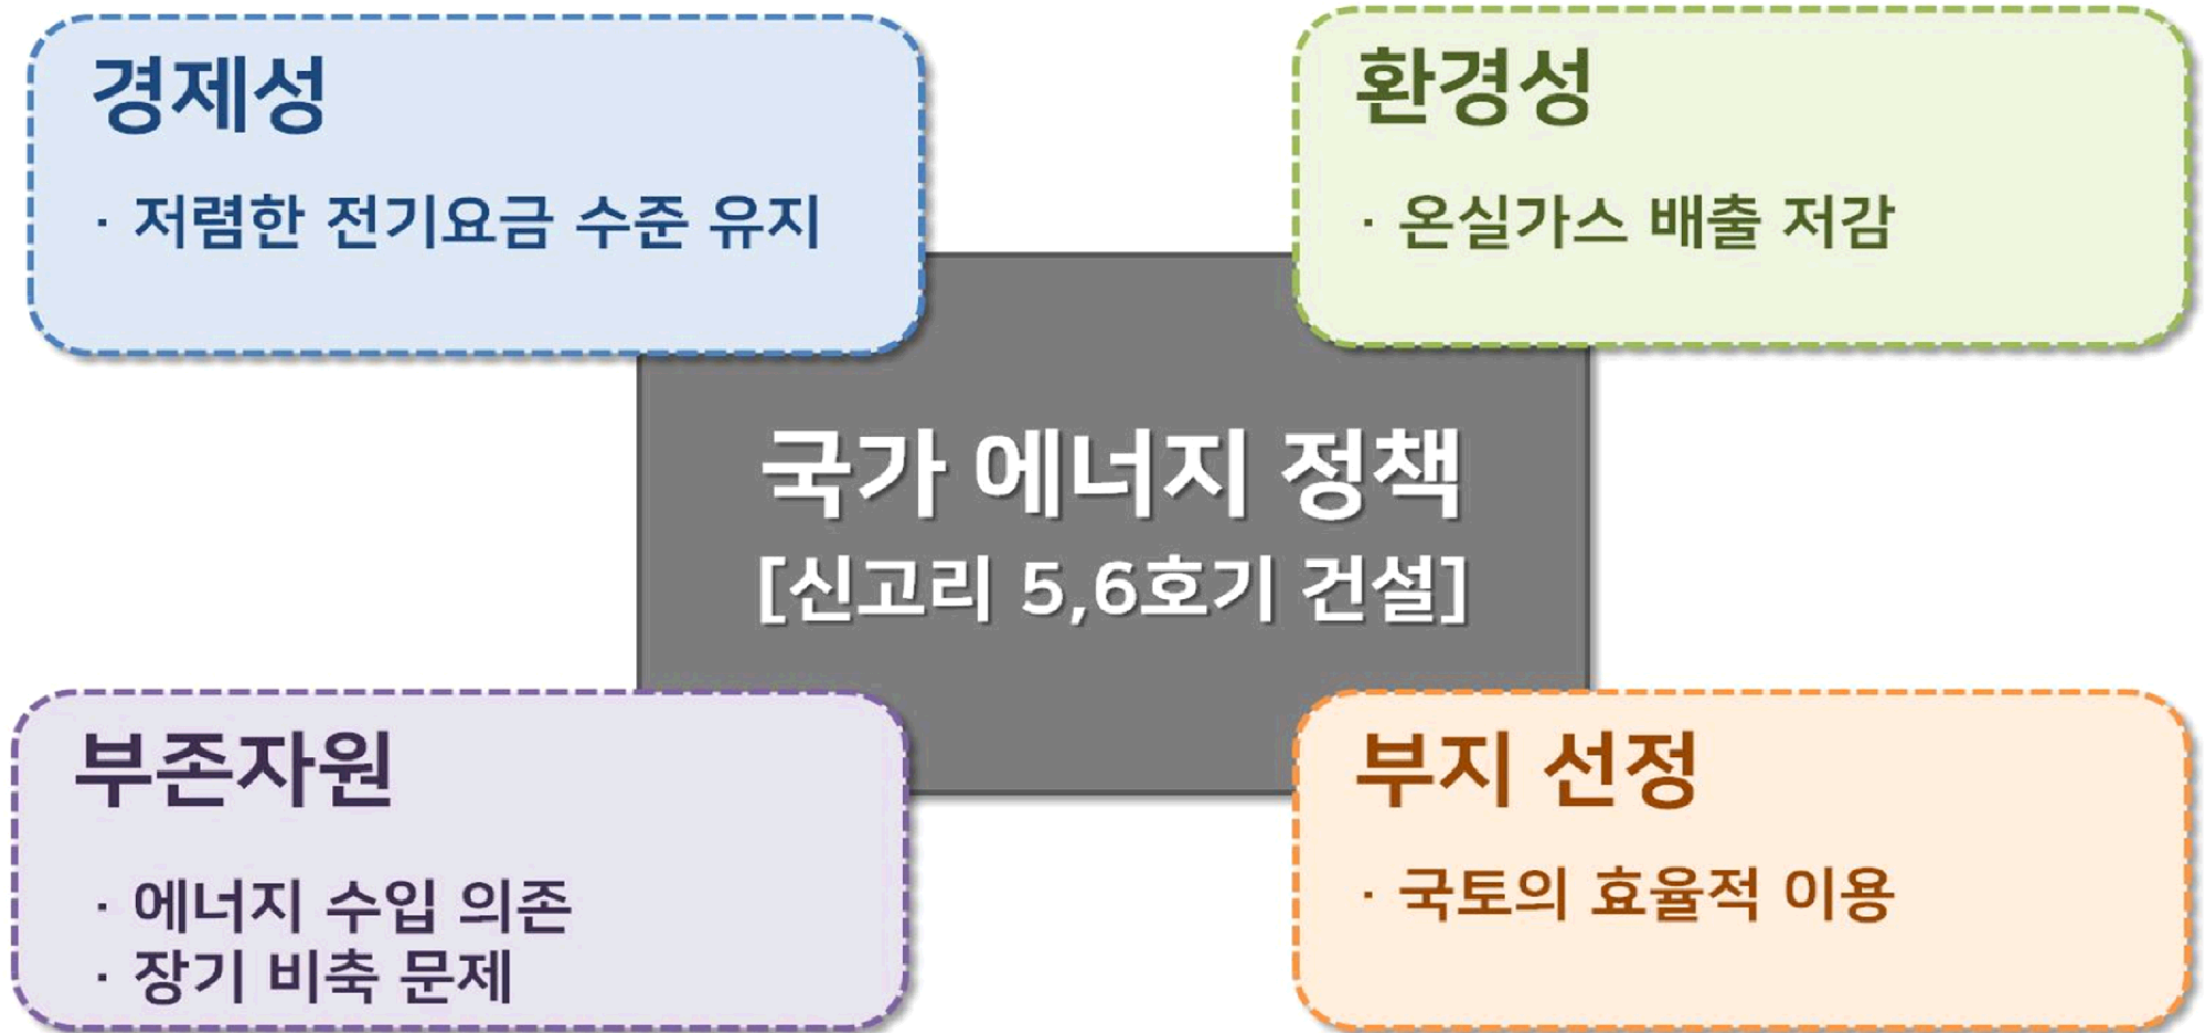 경제성
· 저렴한 전기요금 수준 유지
환경성
· 온실가스 배출 저감
국가 에너지 정책
[신고리 5,6호기 건설]
부존자원
· 에너지 수입 의존
· 장기 비축 문제
부지 선정
· 국토의 효율적 이용